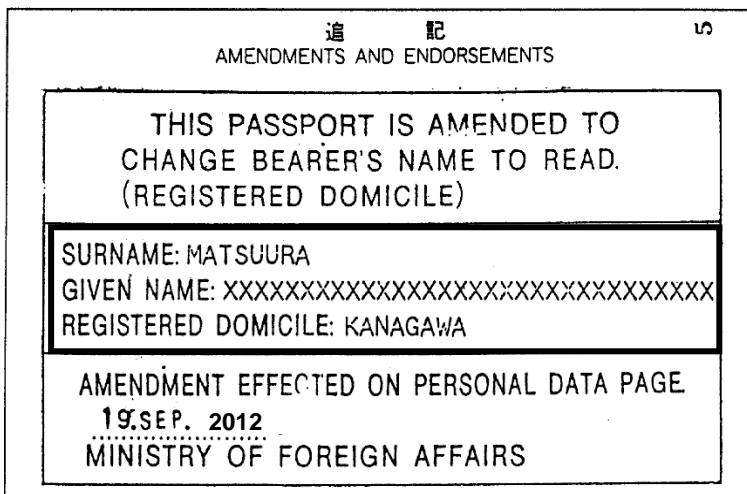 追 記 5
AMENDMENTS AND ENDORSEMENTS
THIS PASSPORT IS AMENDED TO
CHANGE BEARER'S NAME TO READ.
(REGISTERED DOMICILE)
SURNAME: MATSUURA
GIVEN NAME: XXXXXXXXXXXXXXXXXXXXXXXXXXXXXXXXXX
REGISTERED DOMICILE: KANAGAWA
AMENDMENT EFFECTED ON PERSONAL DATA PAGE
19.SEP. 2012
MINISTRY OF FOREIGN AFFAIRS